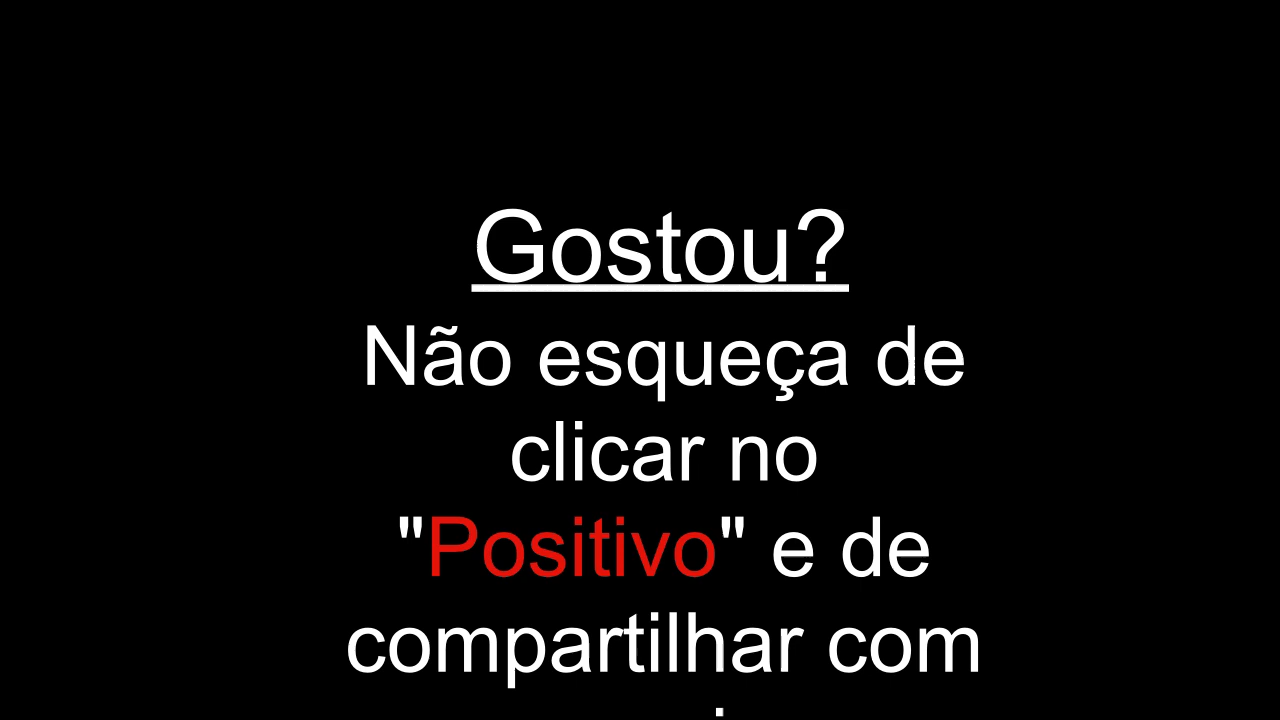 Gostou?
Não esqueça de
clicar no
"Positivo" e de
compartilhar com